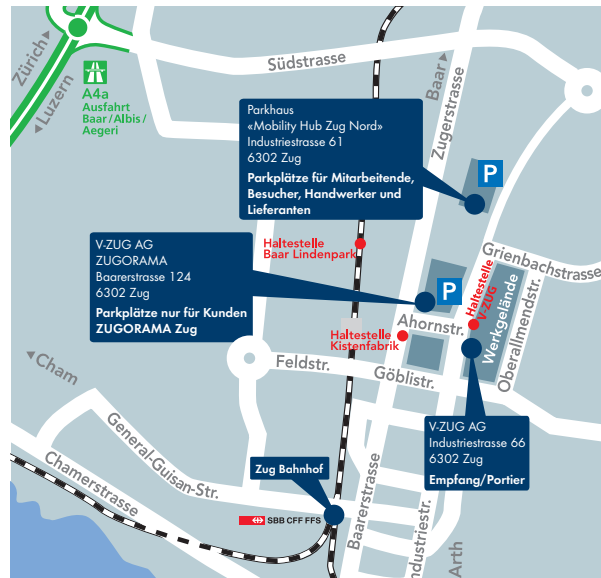 Zürich
Luzern
A4a
Ausfahrt
Baar/Albis/
Aegeri
Südstrasse
Baar
Zugerstrasse
Parkhaus
«Mobility Hub Zug Nord»
Industriestrasse 61
6302 Zug
Parkplätze für Mitarbeitende,
Besucher, Handwerker und
Lieferanten
P
V-ZUG AG
ZUGORAMA
Baarerstrasse 124
6302 Zug
Parkplätze nur für Kunden
ZUGORAMA Zug
Haltestelle
Baar Lindenpark
Grienbachstrasse
P
Haltestelle
V-ZUG
Werkgelände
Oberallmendstr.
Ahornstr.
Haltestelle
Kistenfabrik
Cham
Feldstr.
Göblistr.
V-ZUG AG
Industriestrasse 66
6302 Zug
Empfang/Portier
General-Guisan-Str.
Chamerstrasse
Zug Bahnhof
SBB CFF FFS
Baarerstrasse
Industriestr.
Arth